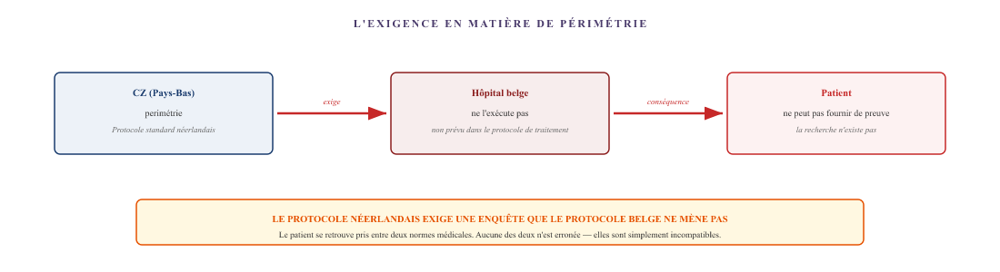 L'EXIGENCE EN MATIÈRE DE PÉRIMÉTRIE
CZ (Pays-Bas)
perimétrie
Protocole standard néerlandais
exige
Hôpital belge
ne l'exécute pas
non prévu dans le protocole de traitement
conséquence
Patient
ne peut pas fournir de preuve
la recherche n'existe pas
LE PROTOCOLE NÉERLANDAIS EXIGE UNE ENQUÊTE QUE LE PROTOCOLE BELGE NE MÈNE PAS
Le patient se retrouve pris entre deux normes médicales. Aucune des deux n'est erronée — elles sont simplement incompatibles.